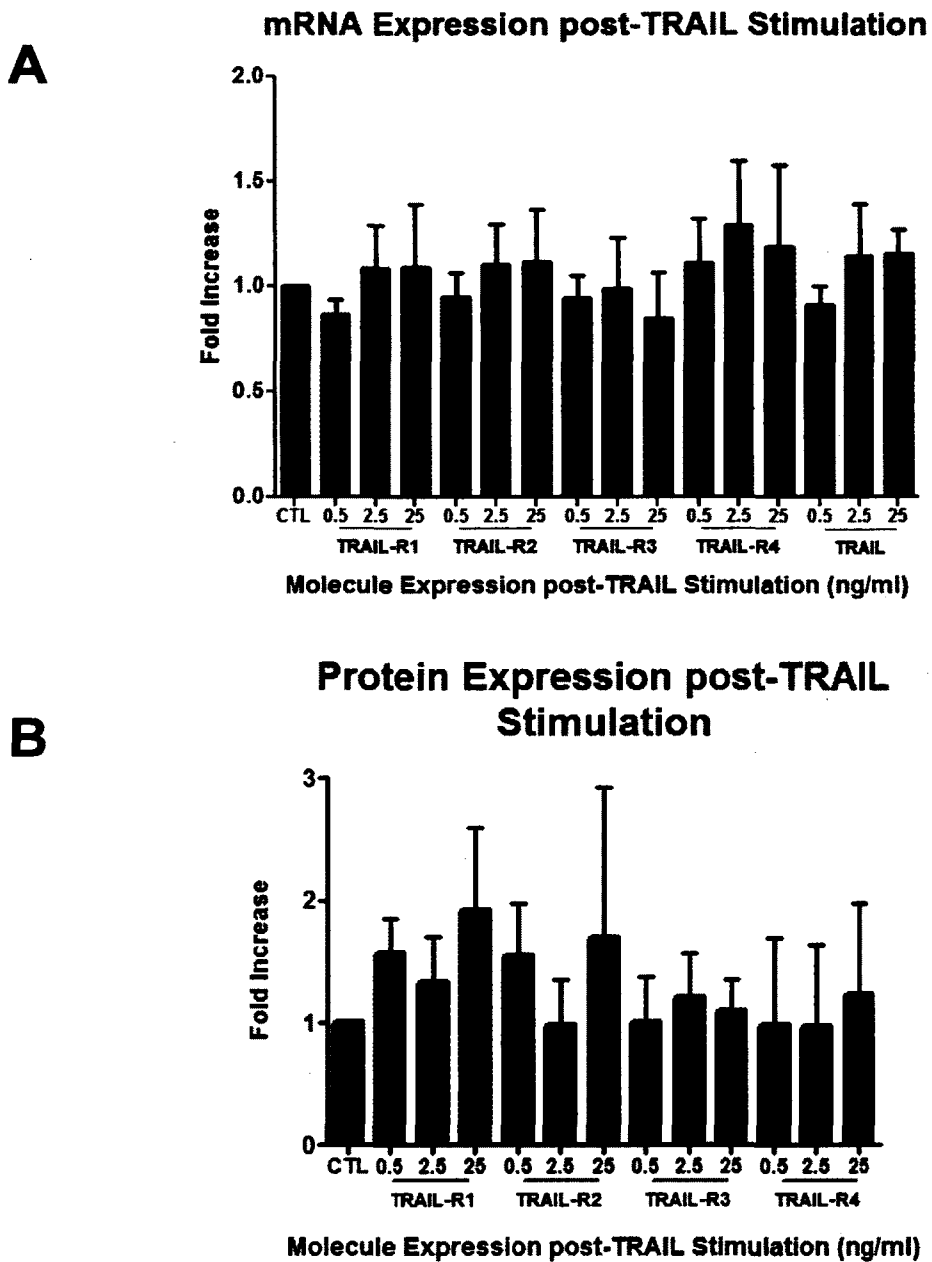 A
mRNA Expression post-TRAIL Stimulation
Fold Increase
2.0
1.5
1.0
0.5
0.0
CTL 0.5 2.5 25 0.5 2.5 25 0.5 2.5 25 0.5 2.5 25 0.5 2.5 25
TRAIL-R1 TRAIL-R2 TRAIL-R3 TRAIL-R4 TRAIL
Molecule Expression post-TRAIL Stimulation (ng/ml)
B
Protein Expression post-TRAIL
Stimulation
Fold Increase
3
2
1
0
CTL 0.5 2.5 25 0.5 2.5 25 0.5 2.5 25 0.5 2.5 25
TRAIL-R1 TRAIL-R2 TRAIL-R3 TRAIL-R4
Molecule Expression post-TRAIL Stimulation (ng/ml)